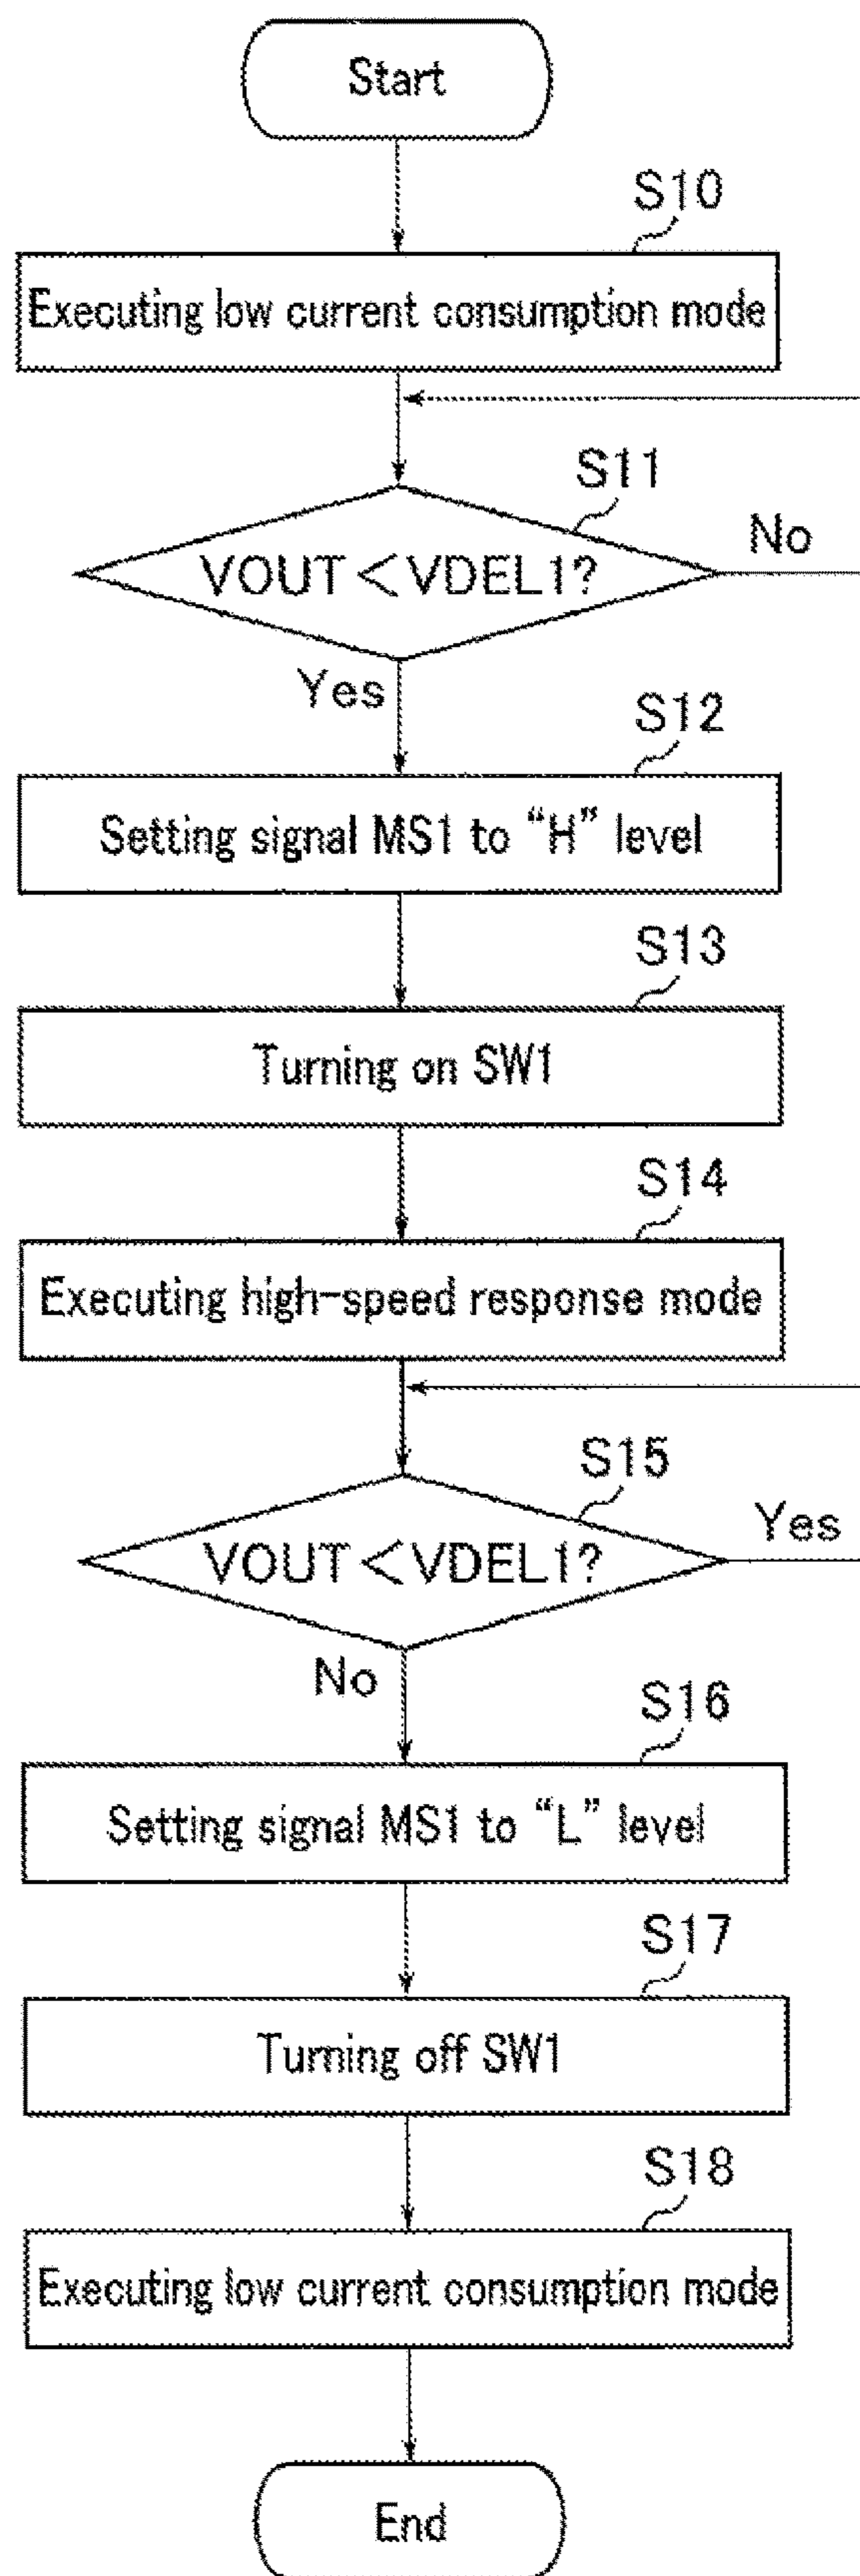 Start
S10
Executing low current consumption mode
S11
VOUT<VDEL1?
No
Yes
S12
Setting signal MS1 to “H” level
S13
Turning on SW1
S14
Executing high-speed response mode
S15
VOUT<VDEL1?
Yes
No
S16
Setting signal MS1 to “L” level
S17
Turning off SW1
S18
Executing low current consumption mode
End